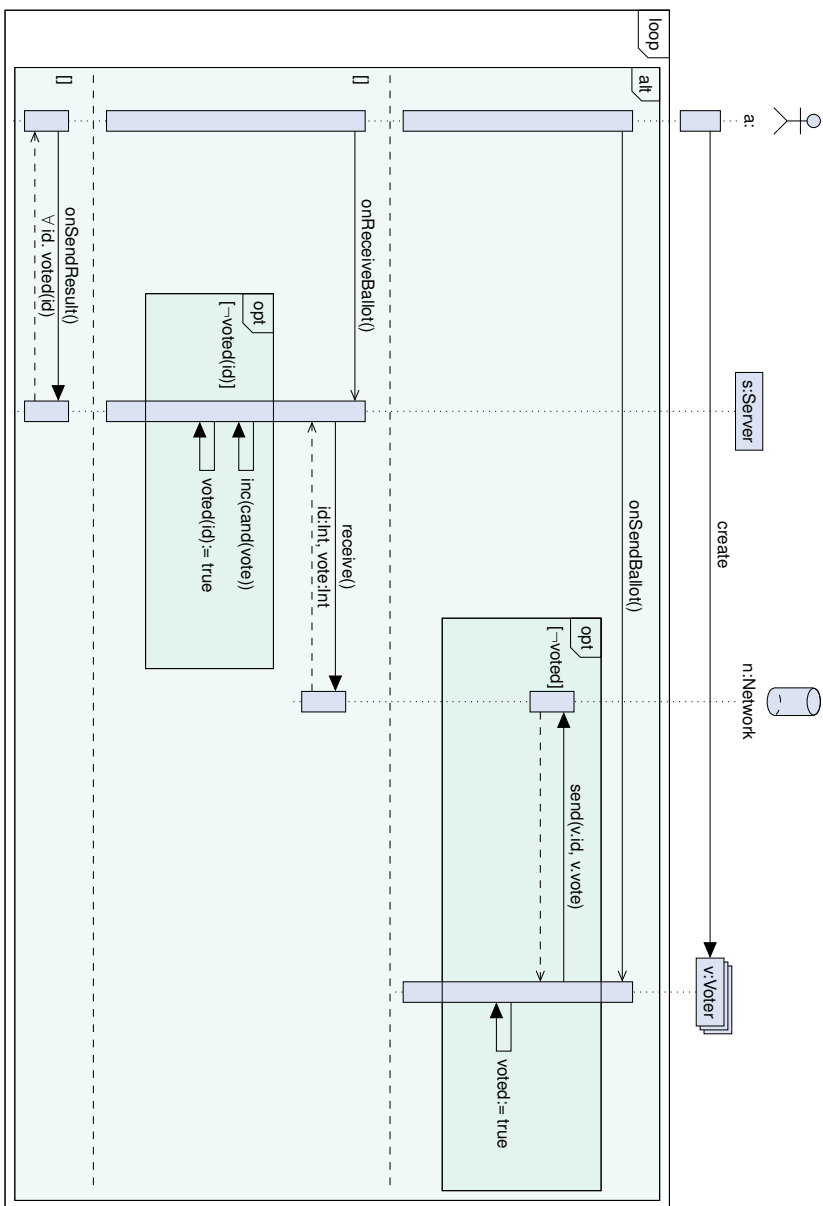 a:
s:Server
n:Network
v:Voter
create
loop
alt
onSendBallot()
opt
[¬voted]
send(v.id, v.vote)
voted:= true
[]
onReceiveBallot()
receive()
id:Int, vote:Int
opt
[¬voted(id)]
inc(cand(vote))
voted(id):= true
[]
onSendResult()
∀ id. voted(id)